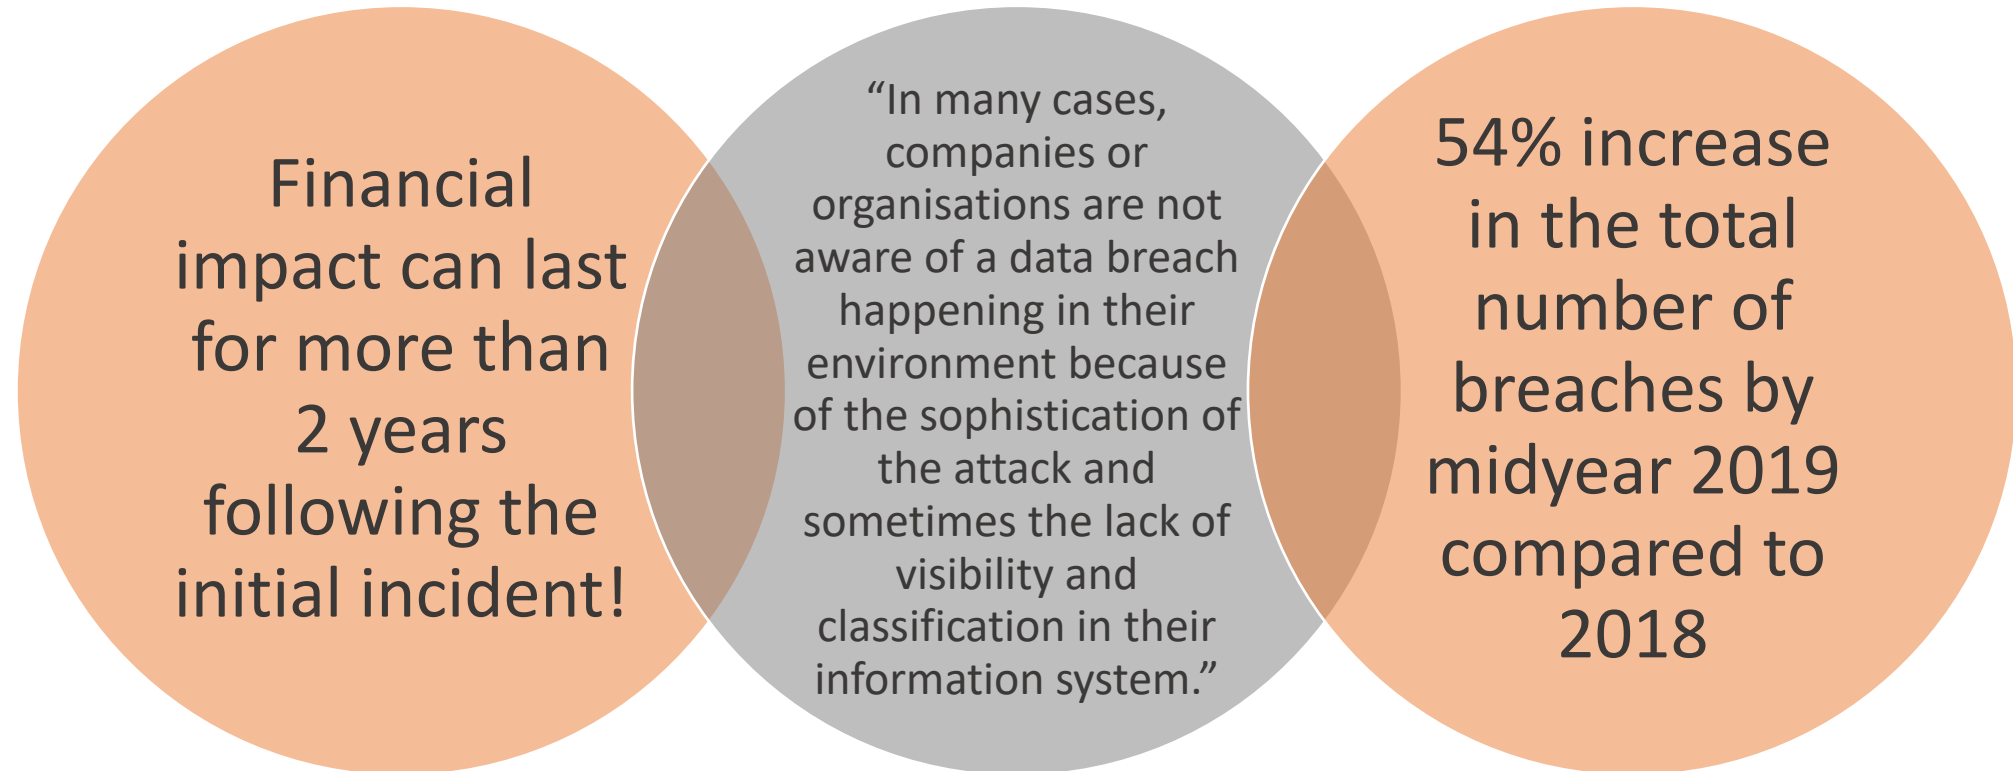 Financial
impact can last
for more than
2 years
following the
initial incident!
“In many cases,
companies or
organisations are not
aware of a data breach
happening in their
environment because
of the sophistication of
the attack and
sometimes the lack of
visibility and
classification in their
information system.”
54% increase
in the total
number of
breaches by
midyear 2019
compared to
2018